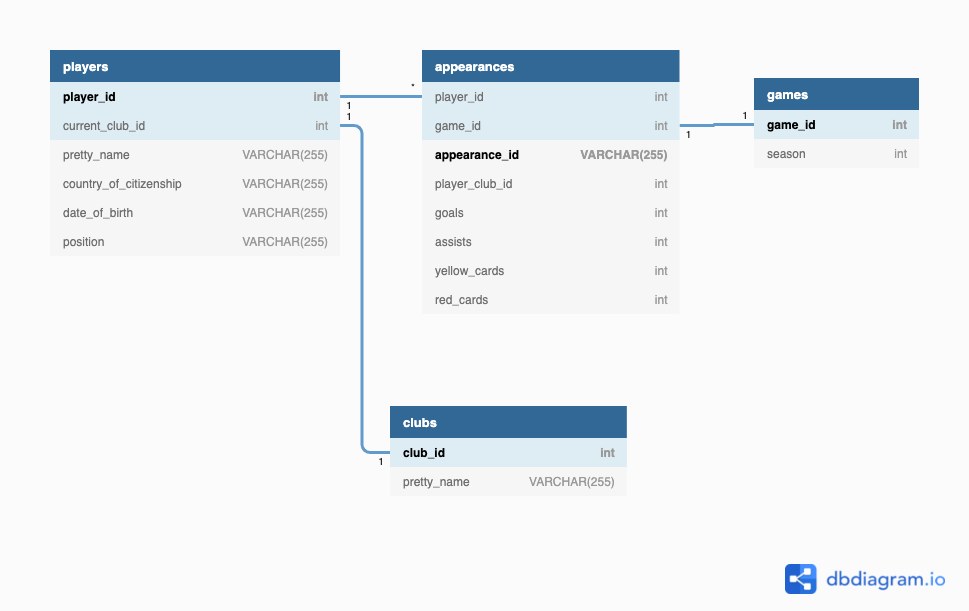 players
player_id int
current_club_id int
pretty_name VARCHAR(255)
country_of_citizenship VARCHAR(255)
date_of_birth VARCHAR(255)
position VARCHAR(255)
1
1
*
appearances
player_id int
game_id int
appearance_id VARCHAR(255)
player_club_id int
goals int
assists int
yellow_cards int
red_cards int
1
1
games
game_id int
season int
1
clubs
club_id int
pretty_name VARCHAR(255)
dbdiagram.io